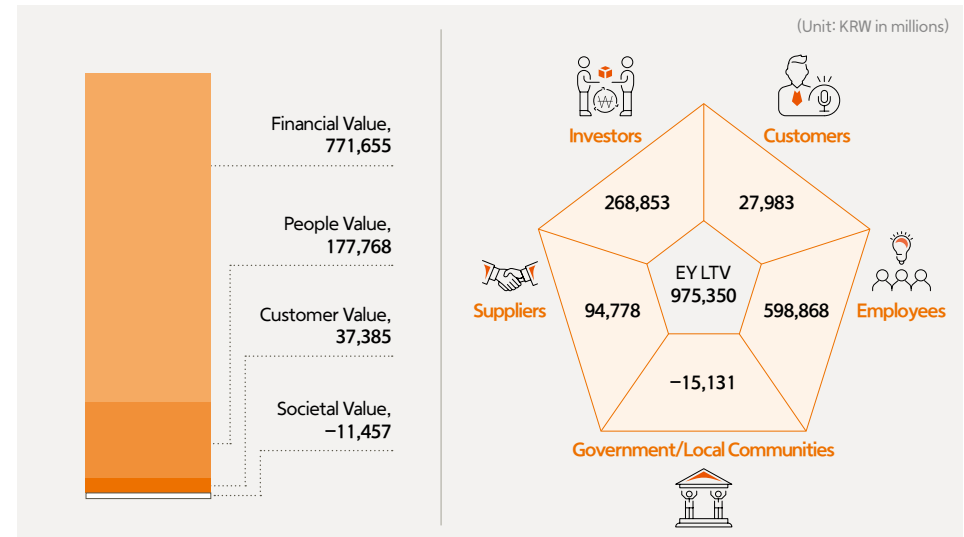 (Unit: KRW in millions)
Financial Value,
771,655
People Value,
177,768
Customer Value,
37,385
Societal Value,
−11,457
Investors
Customers
268,853
27,983
EY LTV
975,350
Suppliers
94,778
598,868
Employees
−15,131
Government/Local Communities